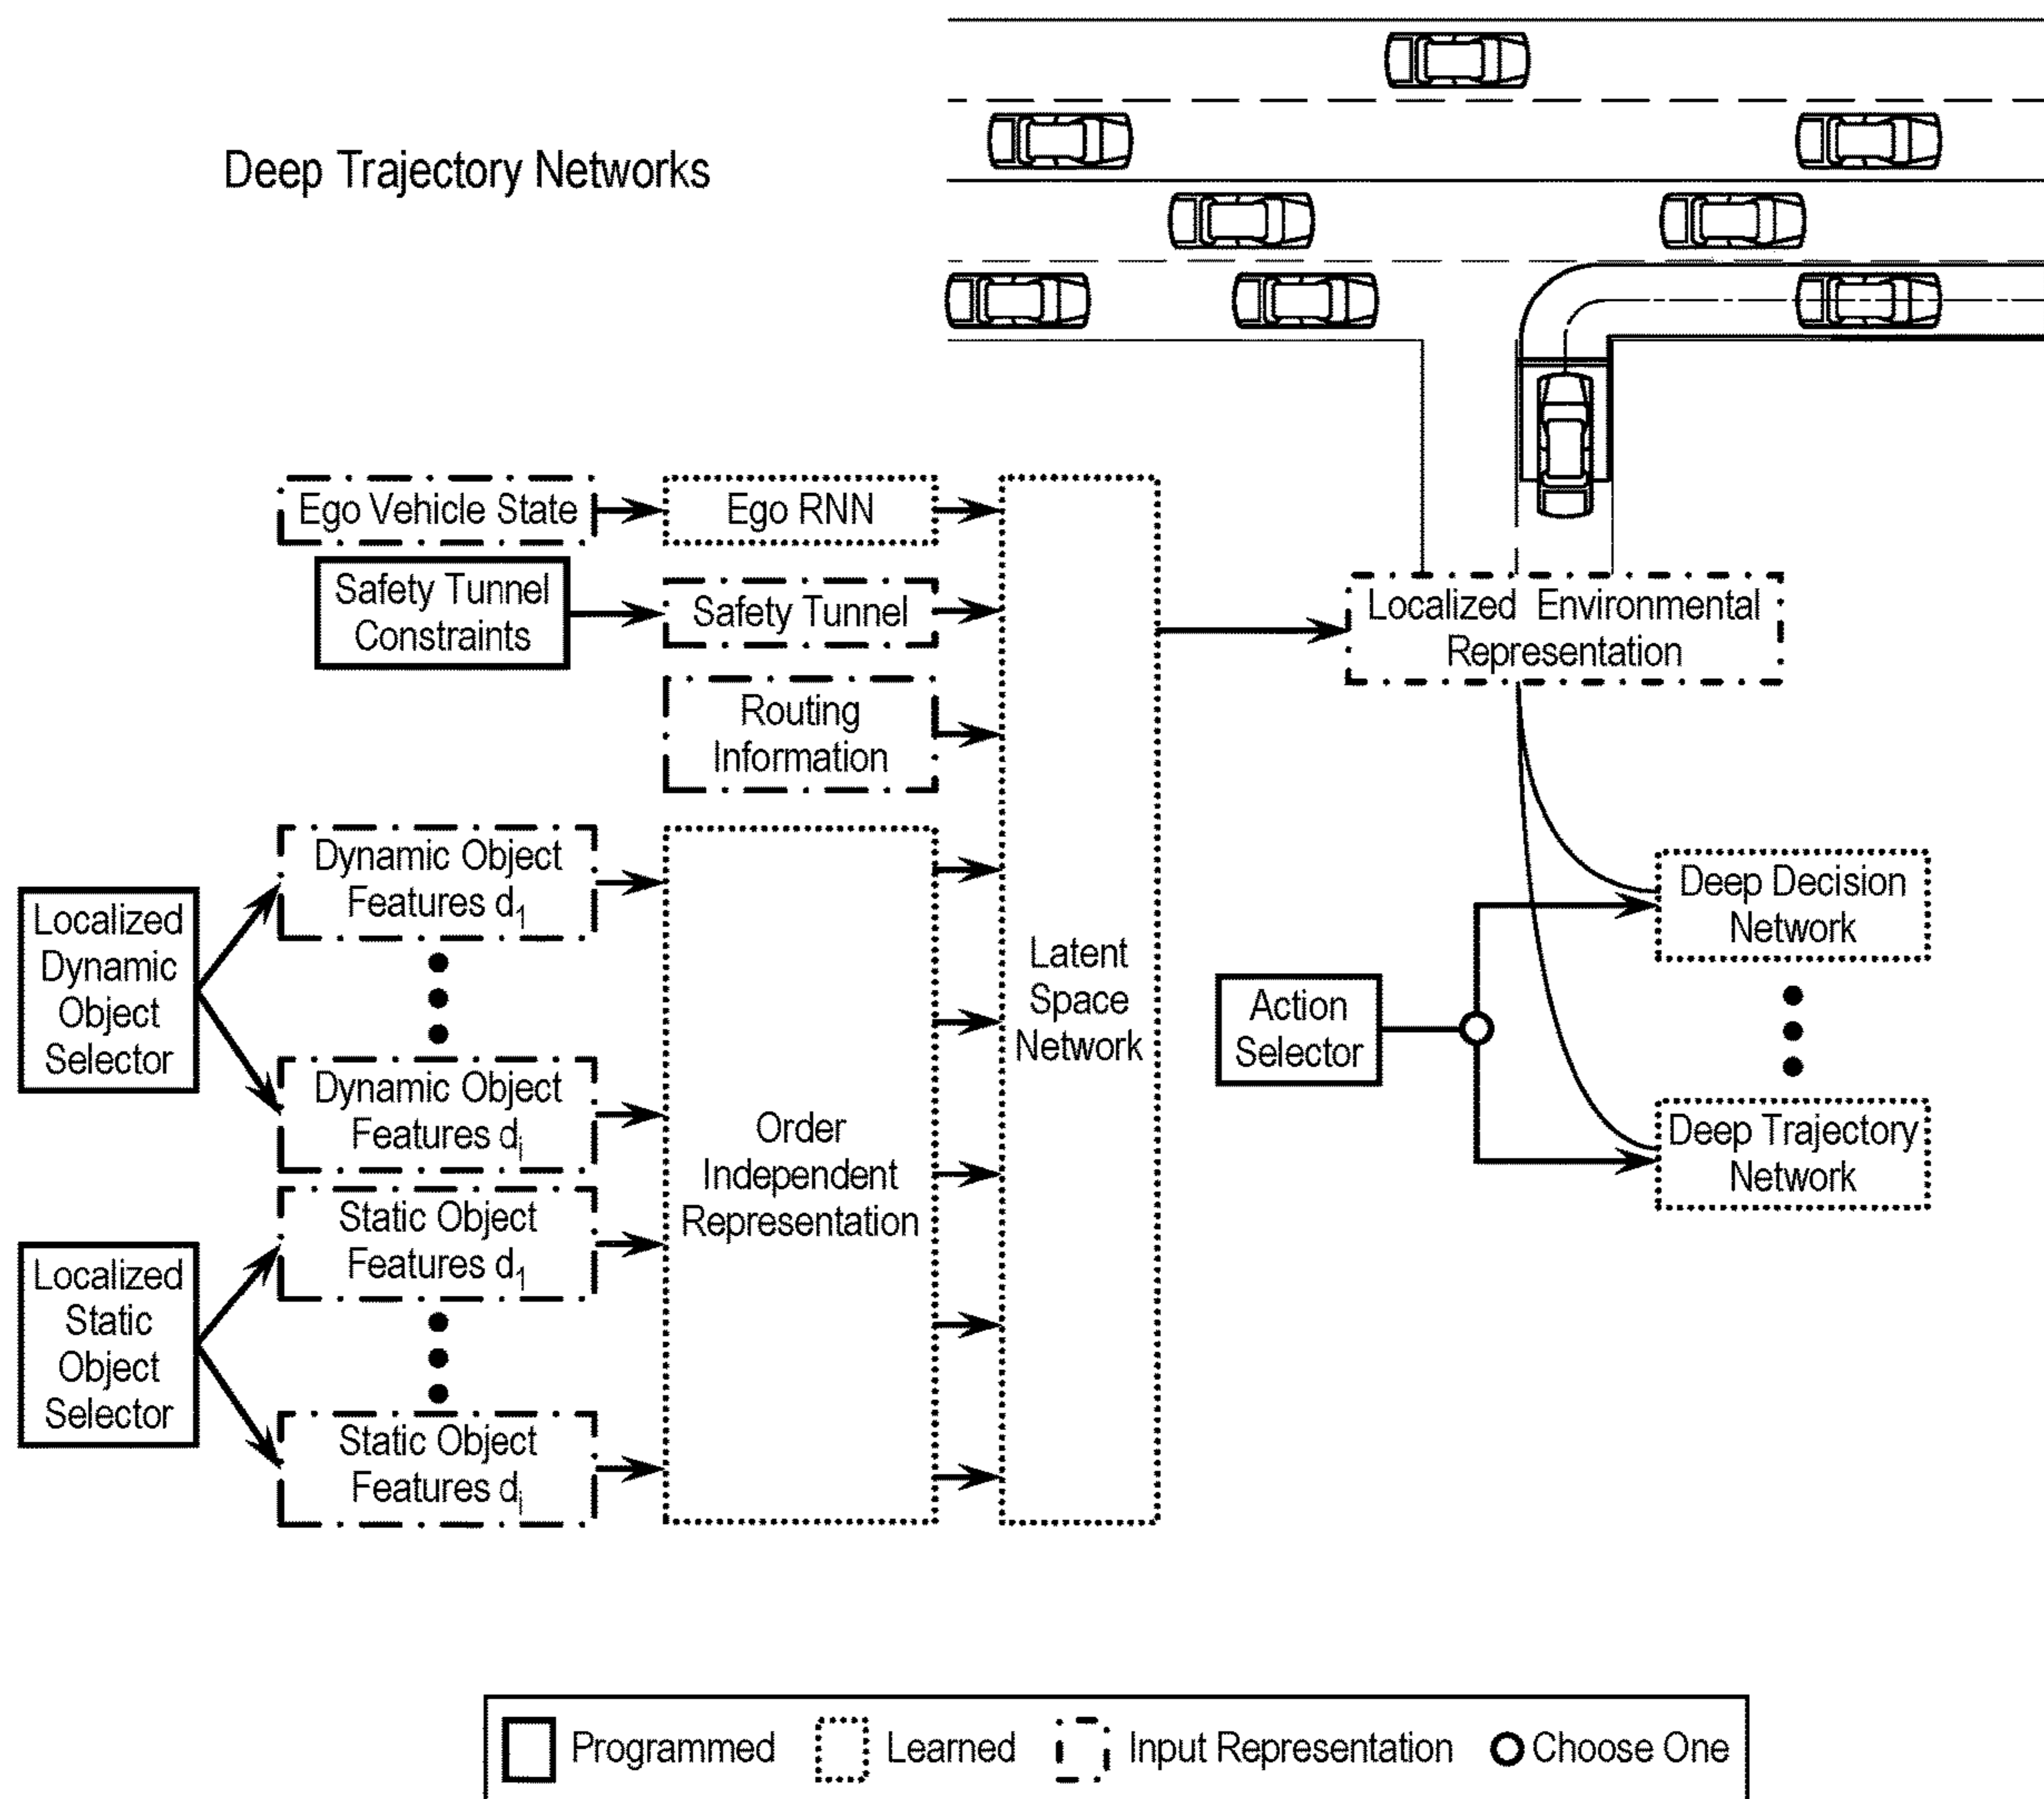 Deep Trajectory Networks
Ego Vehicle State
Ego RNN
Safety Tunnel
Constraints
Safety Tunnel
Routing
Information
Localized Environmental
Representation
Localized
Dynamic
Object
Selector
Dynamic Object
Features d1
Dynamic Object
Features di
Localized
Static
Object
Selector
Static Object
Features d1
Static Object
Features dj
Order
Independent
Representation
Latent
Space
Network
Action
Selector
Deep Decision
Network
Deep Trajectory
Network
Programmed
Learned
Input Representation
Choose One